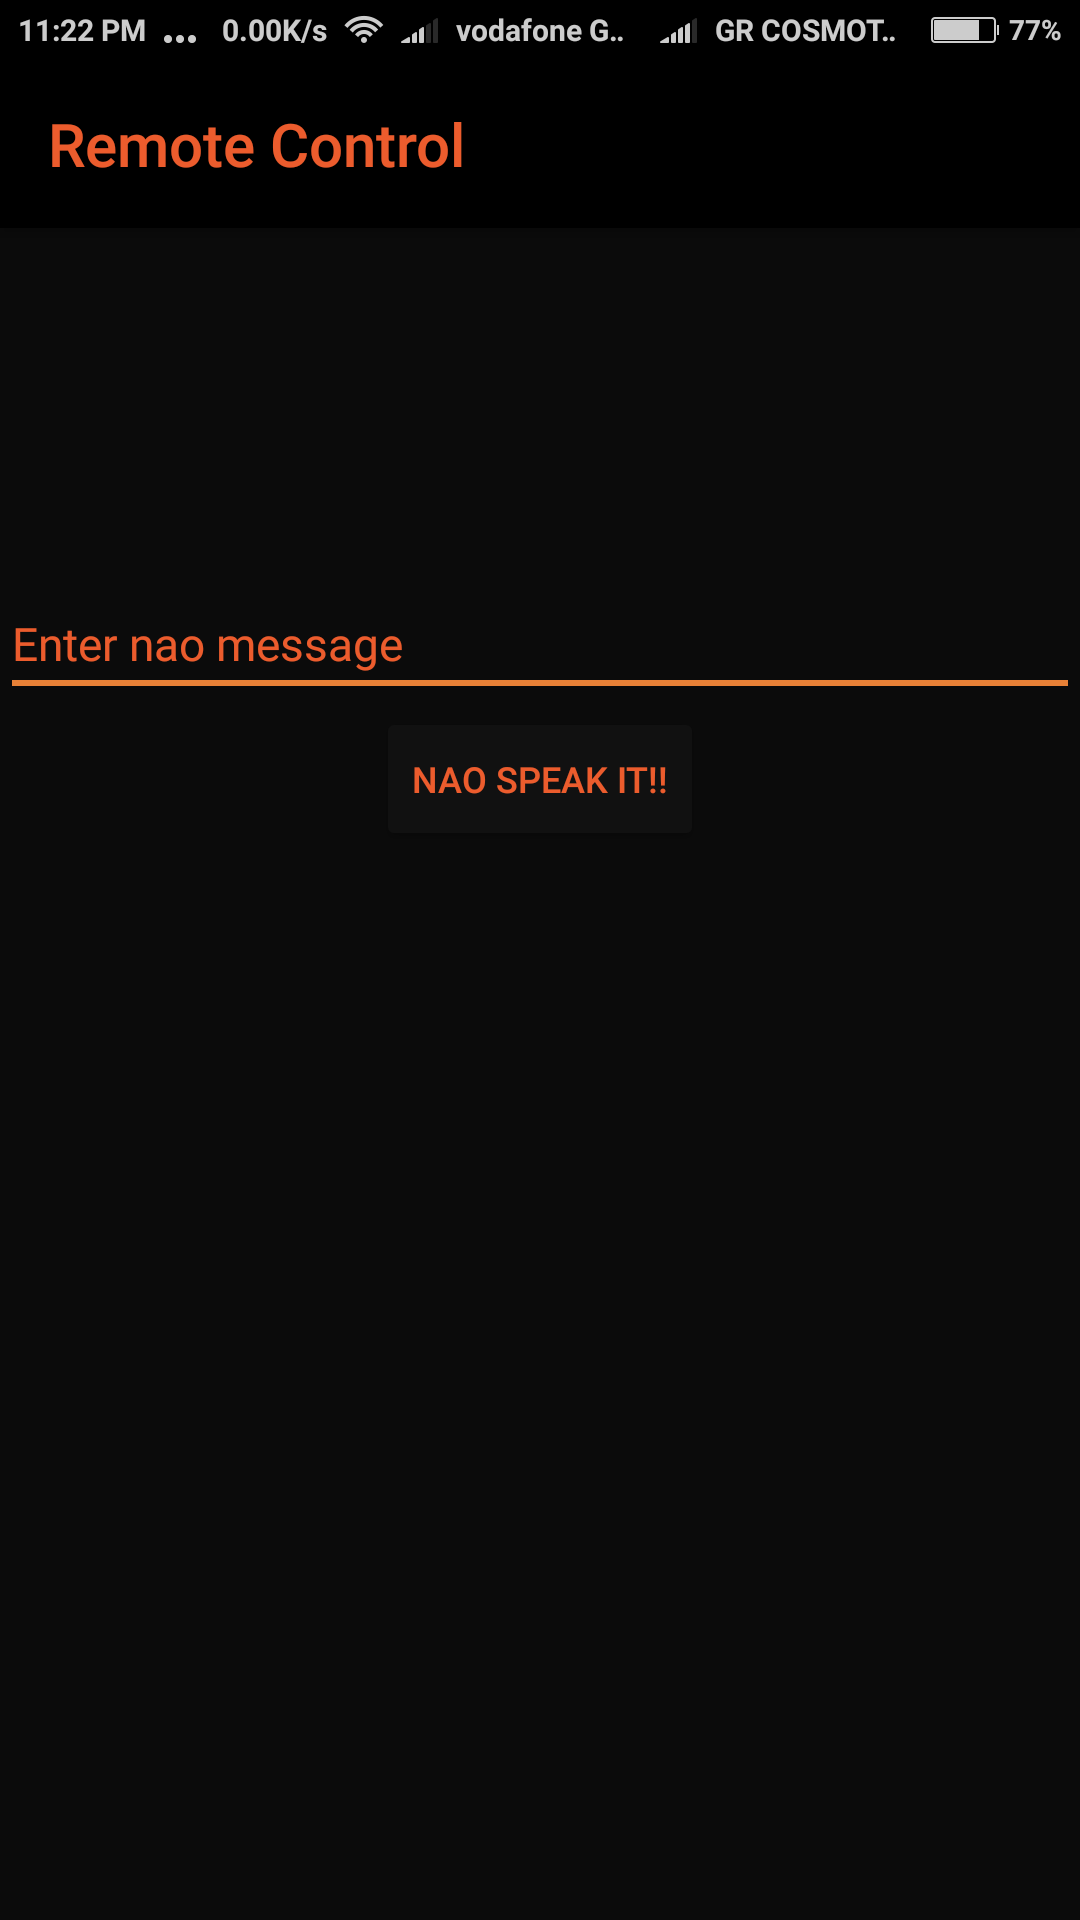 11:22 PM ... 0.00K/s vodafone G.. GR COSMOT.. 77%
Remote Control
Enter nao message
NAO SPEAK IT!!